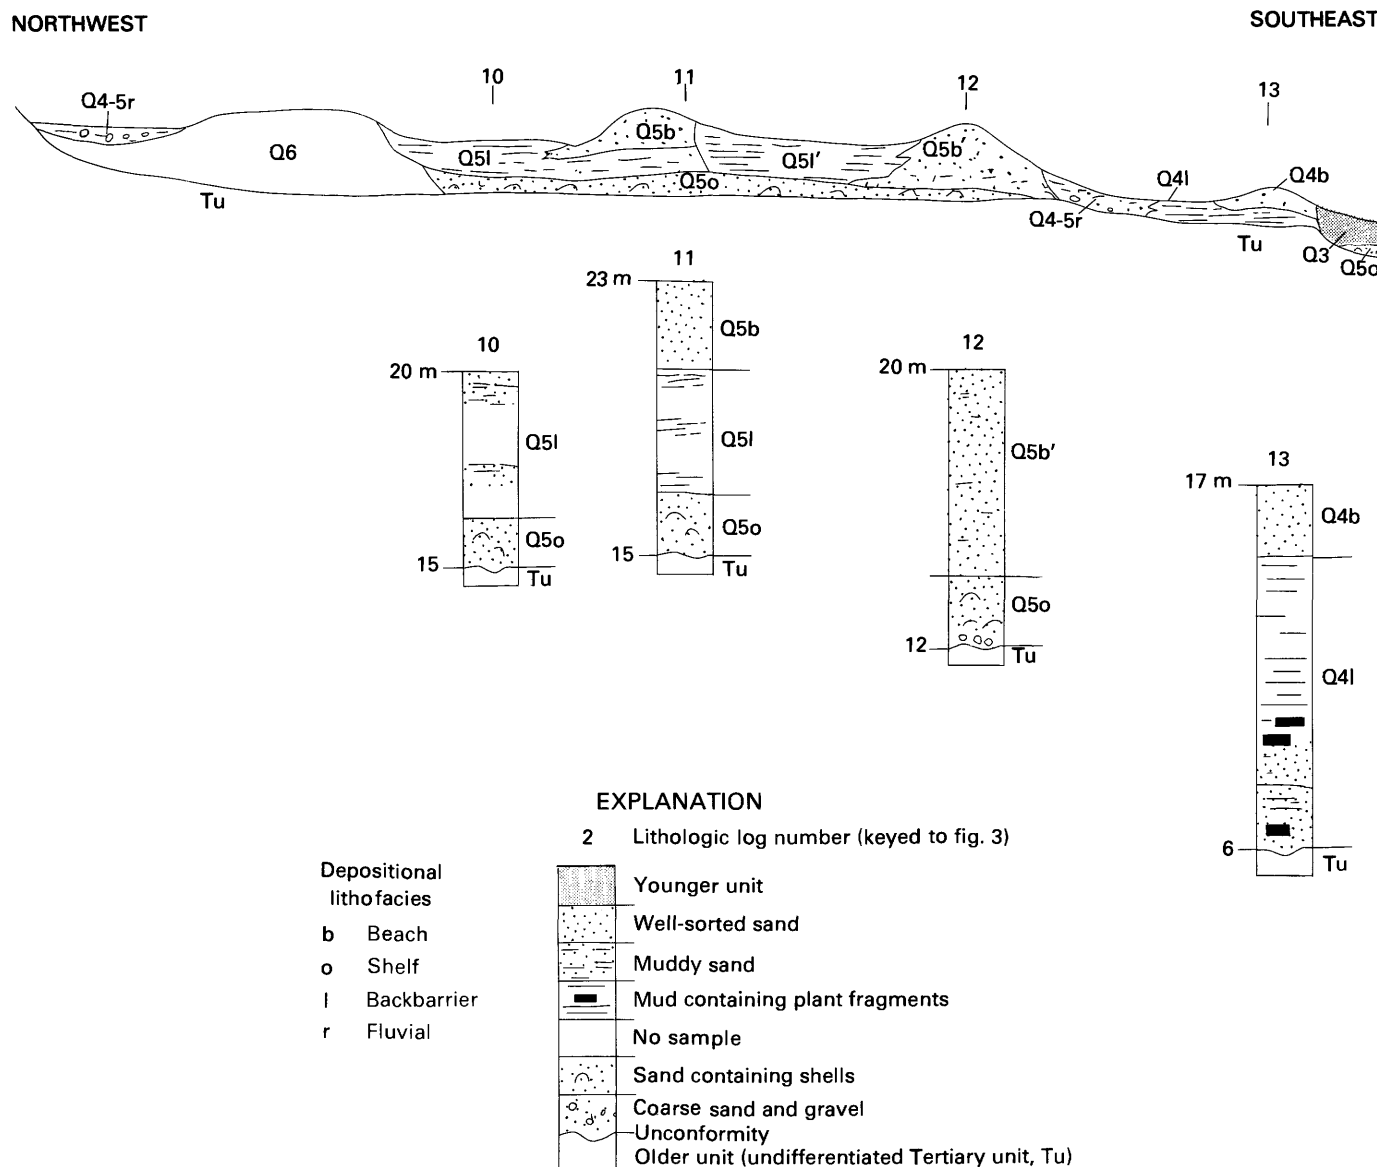 NORTHWEST
SOUTHEAST
10
11
12
13
Q4-5r
Q6
Tu
Q5l
Q5b
Q5l′
Q5o
Q5b′
Q4-5r
Q4l
Q4b
Tu
Q3
Q5o
10
20 m
Q5l
Q5o
15
Tu
11
23 m
Q5b
Q5l
Q5o
15
Tu
12
20 m
Q5b′
Q5o
12
Tu
13
17 m
Q4b
Q4l
6
Tu
EXPLANATION
2 Lithologic log number (keyed to fig. 3)
Depositional
lithofacies
b Beach
o Shelf
l Backbarrier
r Fluvial
Younger unit
Well-sorted sand
Muddy sand
Mud containing plant fragments
No sample
Sand containing shells
Coarse sand and gravel
Unconformity
Older unit (undifferentiated Tertiary unit, Tu)